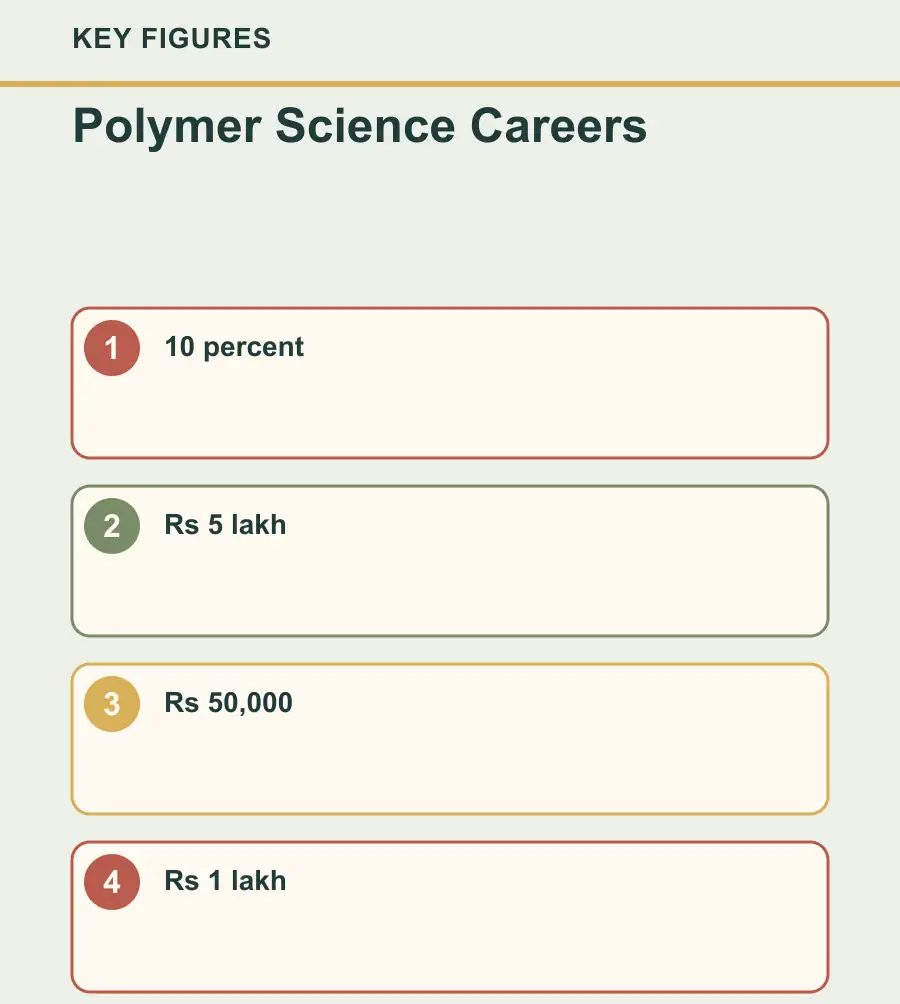 KEY FIGURES
Polymer Science Careers
1 10 percent
2 Rs 5 lakh
3 Rs 50,000
4 Rs 1 lakh